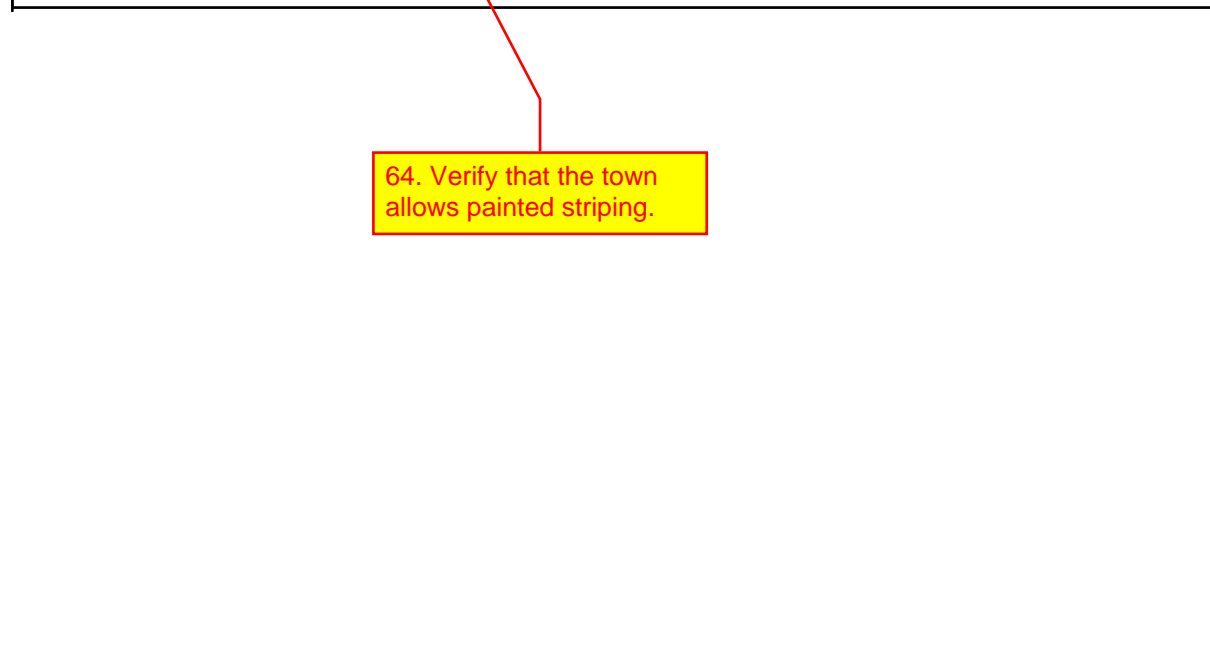 64. Verify that the town
allows painted striping.